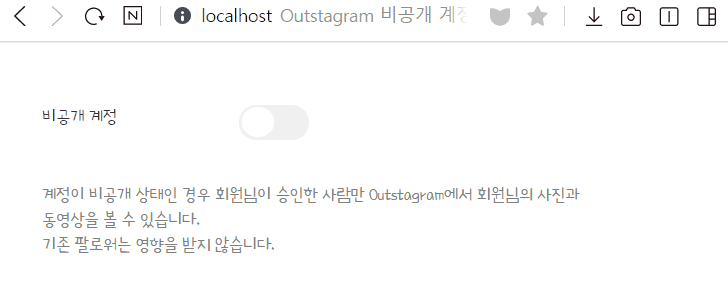 localhost Outstagram 비공개 계정
비공개 계정
계정이 비공개 상태인 경우 회원님이 승인한 사람만 Outstagram에서 회원님의 사진과
동영상을 볼 수 있습니다.
기존 팔로워는 영향을 받지 않습니다.